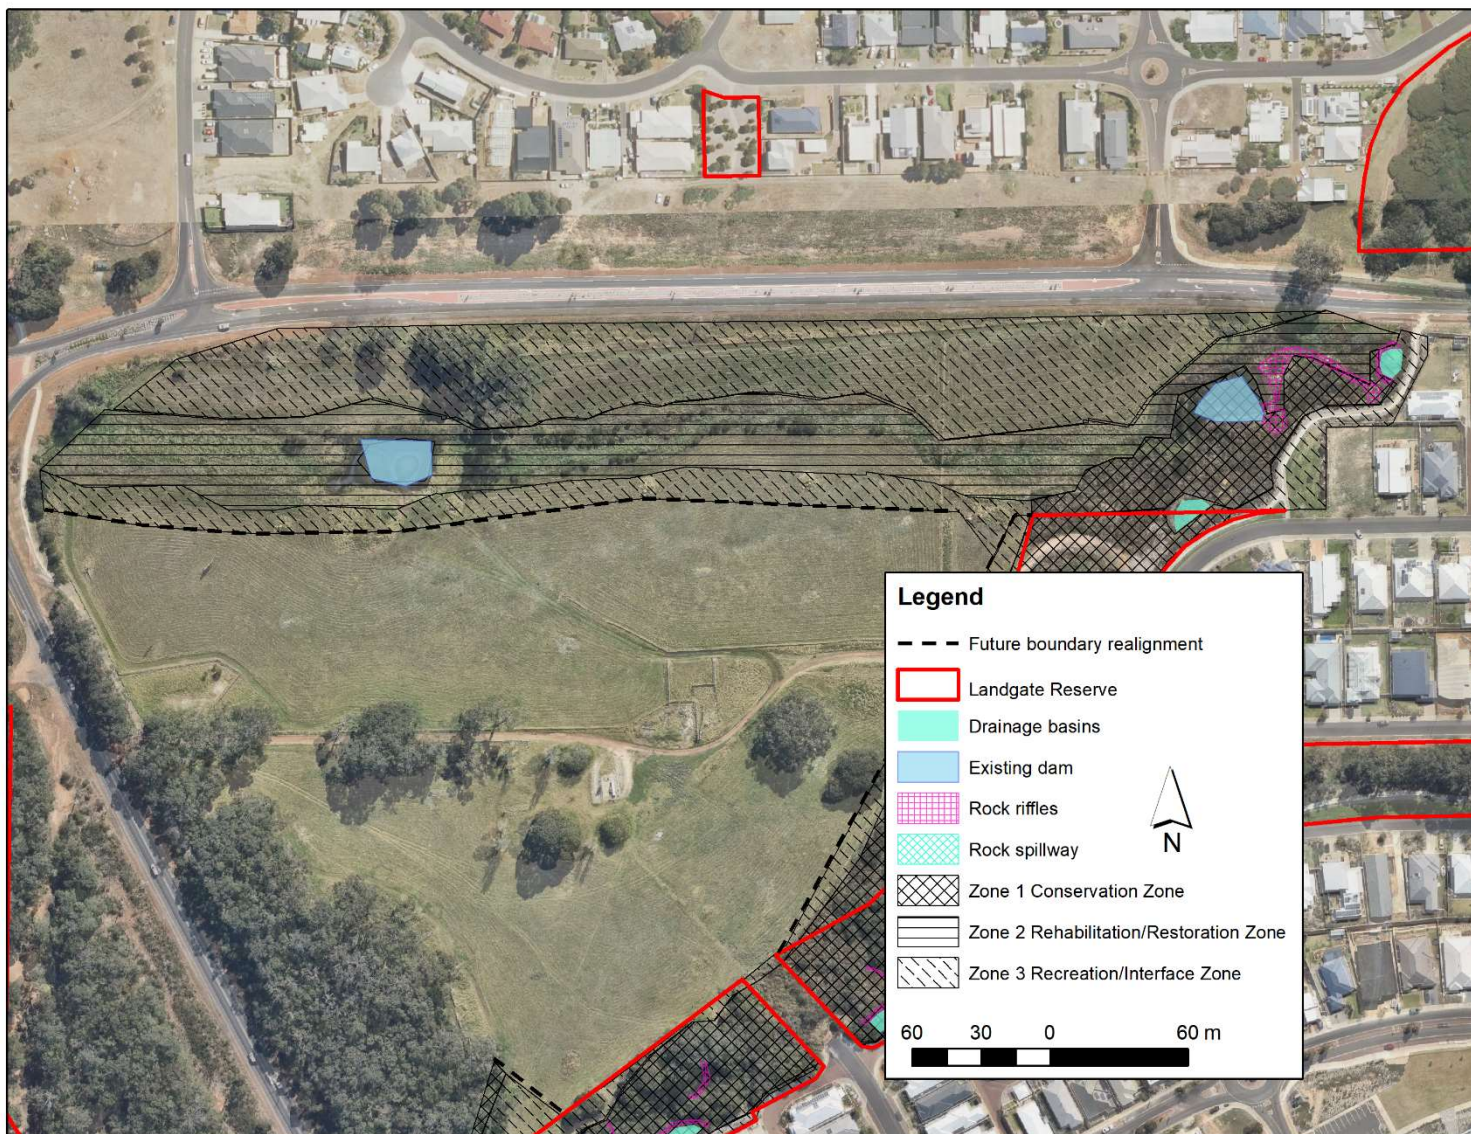 Legend
Future boundary realignment
Landgate Reserve
Drainage basins
Existing dam
Rock riffles
Rock spillway
N
Zone 1 Conservation Zone
Zone 2 Rehabilitation/Restoration Zone
Zone 3 Recreation/Interface Zone
60 30 0 60 m